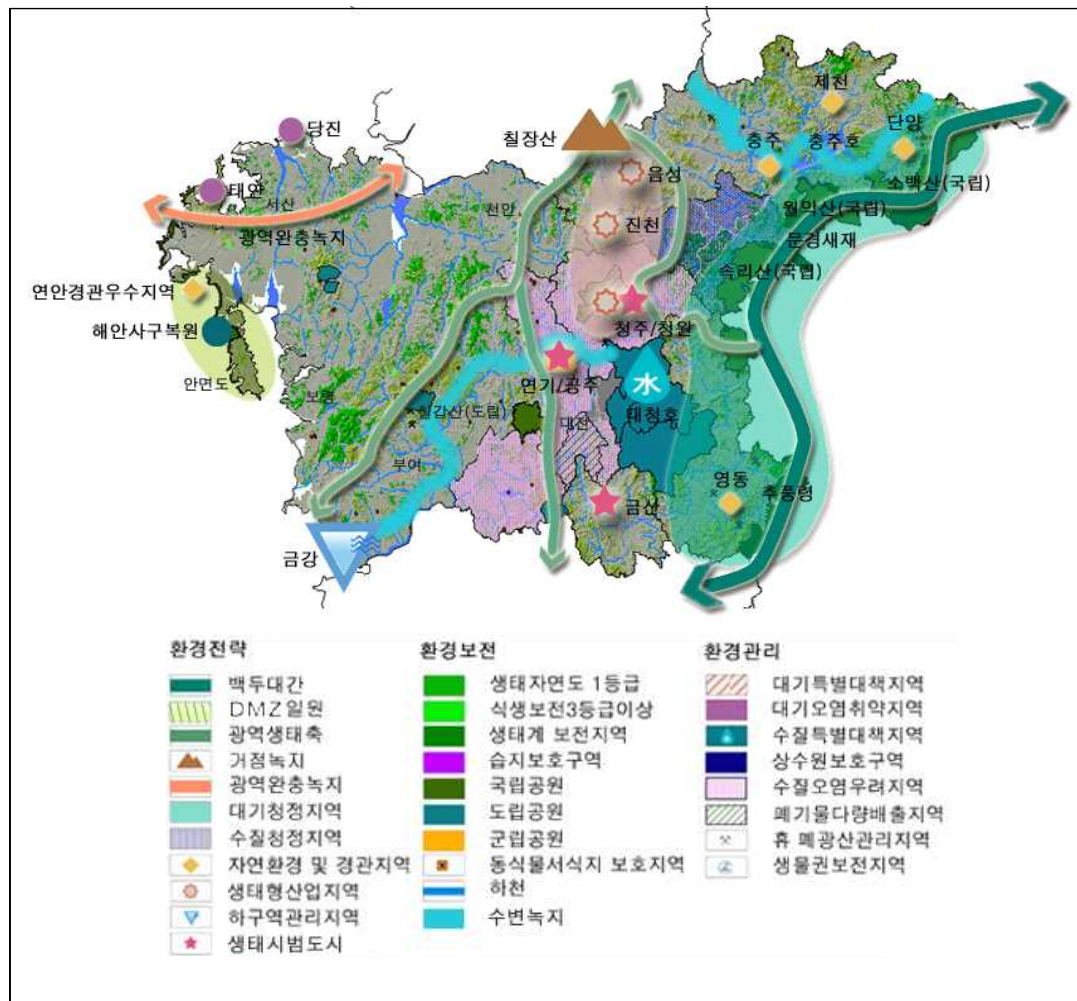 제천
당진
칠장산
단양
충주
충주호
음성
태안
소백산(국립)
서산
월악산(국립)
천안
진천
광역완충녹지
문경새재
속리산(국립)
연안경관우수지역
해안사구복원
청주/청원
연기/공주
水
안면도
보령
칠갑산(도립)
대전
대청호
부여
영동
추풍령
금산
금강
환경전략
백두대간
DMZ일원
광역생태축
거점녹지
광역완충녹지
대기청정지역
수질청정지역
자연환경 및 경관지역
생태형산업지역
하구역관리지역
생태시범도시
환경보전
생태자연도 1등급
식생보전3등급이상
생태계 보전지역
습지보호구역
국립공원
도립공원
군립공원
동식물서식지 보호지역
하천
수변녹지
환경관리
대기특별대책지역
대기오염취약지역
수질특별대책지역
상수원보호구역
수질오염우려지역
폐기물다량배출지역
휴 폐광산관리지역
생물권보전지역